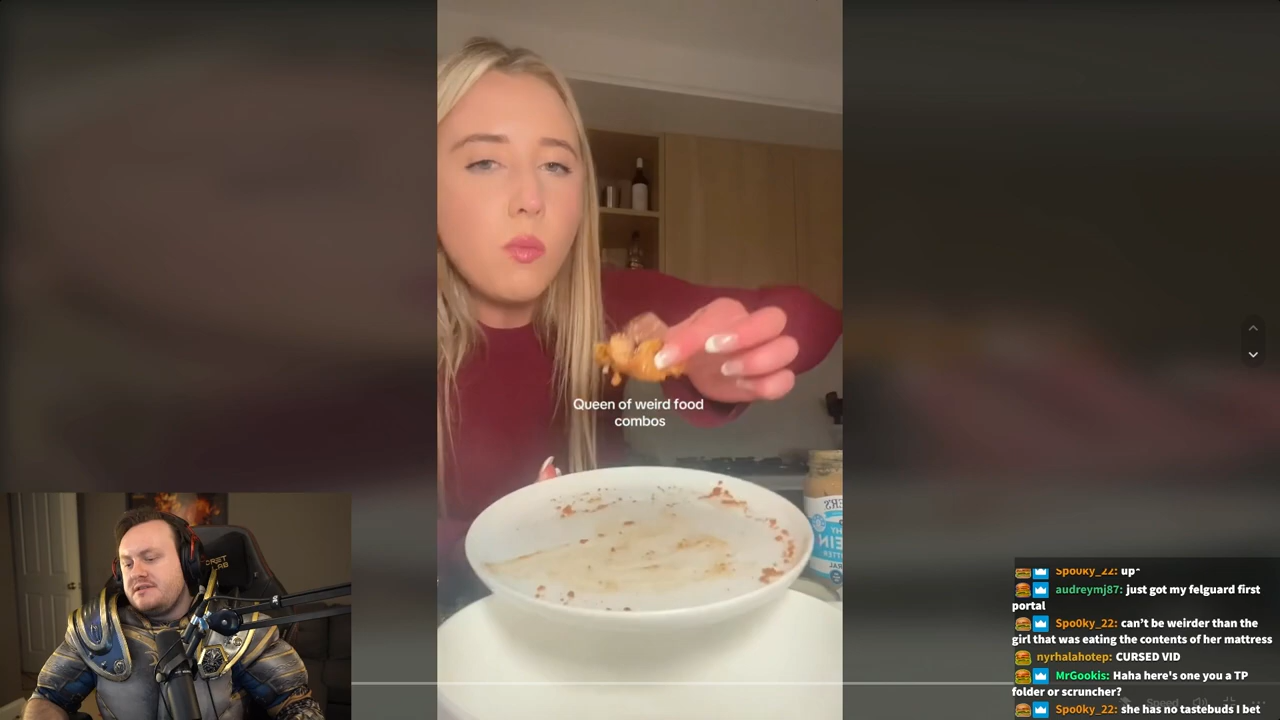 Queen of weird food
combos
Spo0ky_22: up^
audreymj87: just got my felguard first
portal
Spo0ky_22: can't be weirder than the
girl that was eating the contents of her mattress
nyrhalahotep: CURSED VID
MrGookis: Haha here's one you a TP
folder or scruncher?
Spo0ky_22: she has no tastebuds I bet